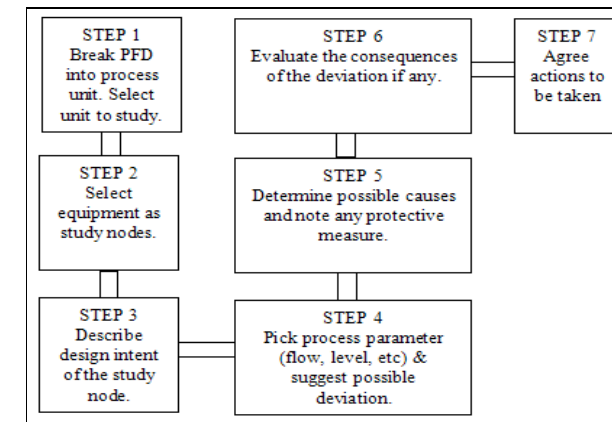 STEP 1
Break PFD
into process
unit. Select
unit to study.
STEP 2
Select
equipment as
study nodes.
STEP 3
Describe
design intent
of the study
node.
STEP 4
Pick process parameter
(flow, level, etc) &
suggest possible
deviation.
STEP 5
Determine possible causes
and note any protective
measure.
STEP 6
Evaluate the consequences
of the deviation if any.
STEP 7
Agree
actions to
be taken